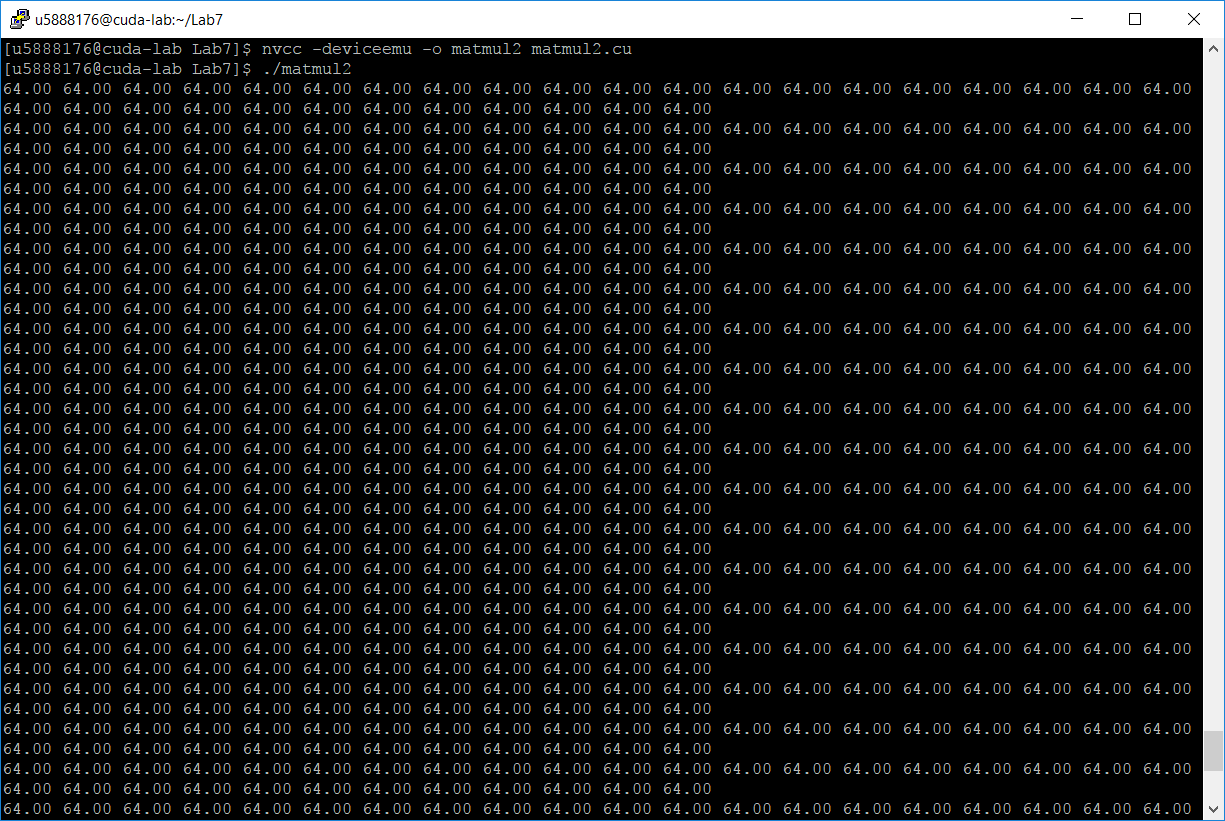 u5888176@cuda-lab:~/Lab7
[u5888176@cuda-lab Lab7]$ nvcc -deviceemu -o matmul2 matmul2.cu
[u5888176@cuda-lab Lab7]$ ./matmul2
64.00 64.00 64.00 64.00 64.00 64.00 64.00 64.00 64.00 64.00 64.00 64.00 64.00 64.00 64.00 64.00 64.00 64.00 64.00 64.00
64.00 64.00 64.00 64.00 64.00 64.00 64.00 64.00 64.00 64.00 64.00 64.00
64.00 64.00 64.00 64.00 64.00 64.00 64.00 64.00 64.00 64.00 64.00 64.00 64.00 64.00 64.00 64.00 64.00 64.00 64.00 64.00
64.00 64.00 64.00 64.00 64.00 64.00 64.00 64.00 64.00 64.00 64.00 64.00
64.00 64.00 64.00 64.00 64.00 64.00 64.00 64.00 64.00 64.00 64.00 64.00 64.00 64.00 64.00 64.00 64.00 64.00 64.00 64.00
64.00 64.00 64.00 64.00 64.00 64.00 64.00 64.00 64.00 64.00 64.00 64.00
64.00 64.00 64.00 64.00 64.00 64.00 64.00 64.00 64.00 64.00 64.00 64.00 64.00 64.00 64.00 64.00 64.00 64.00 64.00 64.00
64.00 64.00 64.00 64.00 64.00 64.00 64.00 64.00 64.00 64.00 64.00 64.00
64.00 64.00 64.00 64.00 64.00 64.00 64.00 64.00 64.00 64.00 64.00 64.00 64.00 64.00 64.00 64.00 64.00 64.00 64.00 64.00
64.00 64.00 64.00 64.00 64.00 64.00 64.00 64.00 64.00 64.00 64.00 64.00
64.00 64.00 64.00 64.00 64.00 64.00 64.00 64.00 64.00 64.00 64.00 64.00 64.00 64.00 64.00 64.00 64.00 64.00 64.00 64.00
64.00 64.00 64.00 64.00 64.00 64.00 64.00 64.00 64.00 64.00 64.00 64.00
64.00 64.00 64.00 64.00 64.00 64.00 64.00 64.00 64.00 64.00 64.00 64.00 64.00 64.00 64.00 64.00 64.00 64.00 64.00 64.00
64.00 64.00 64.00 64.00 64.00 64.00 64.00 64.00 64.00 64.00 64.00 64.00
64.00 64.00 64.00 64.00 64.00 64.00 64.00 64.00 64.00 64.00 64.00 64.00 64.00 64.00 64.00 64.00 64.00 64.00 64.00 64.00
64.00 64.00 64.00 64.00 64.00 64.00 64.00 64.00 64.00 64.00 64.00 64.00
64.00 64.00 64.00 64.00 64.00 64.00 64.00 64.00 64.00 64.00 64.00 64.00 64.00 64.00 64.00 64.00 64.00 64.00 64.00 64.00
64.00 64.00 64.00 64.00 64.00 64.00 64.00 64.00 64.00 64.00 64.00 64.00
64.00 64.00 64.00 64.00 64.00 64.00 64.00 64.00 64.00 64.00 64.00 64.00 64.00 64.00 64.00 64.00 64.00 64.00 64.00 64.00
64.00 64.00 64.00 64.00 64.00 64.00 64.00 64.00 64.00 64.00 64.00 64.00
64.00 64.00 64.00 64.00 64.00 64.00 64.00 64.00 64.00 64.00 64.00 64.00 64.00 64.00 64.00 64.00 64.00 64.00 64.00 64.00
64.00 64.00 64.00 64.00 64.00 64.00 64.00 64.00 64.00 64.00 64.00 64.00
64.00 64.00 64.00 64.00 64.00 64.00 64.00 64.00 64.00 64.00 64.00 64.00 64.00 64.00 64.00 64.00 64.00 64.00 64.00 64.00
64.00 64.00 64.00 64.00 64.00 64.00 64.00 64.00 64.00 64.00 64.00 64.00
64.00 64.00 64.00 64.00 64.00 64.00 64.00 64.00 64.00 64.00 64.00 64.00 64.00 64.00 64.00 64.00 64.00 64.00 64.00 64.00
64.00 64.00 64.00 64.00 64.00 64.00 64.00 64.00 64.00 64.00 64.00 64.00
64.00 64.00 64.00 64.00 64.00 64.00 64.00 64.00 64.00 64.00 64.00 64.00 64.00 64.00 64.00 64.00 64.00 64.00 64.00 64.00
64.00 64.00 64.00 64.00 64.00 64.00 64.00 64.00 64.00 64.00 64.00 64.00
64.00 64.00 64.00 64.00 64.00 64.00 64.00 64.00 64.00 64.00 64.00 64.00 64.00 64.00 64.00 64.00 64.00 64.00 64.00 64.00
64.00 64.00 64.00 64.00 64.00 64.00 64.00 64.00 64.00 64.00 64.00 64.00
64.00 64.00 64.00 64.00 64.00 64.00 64.00 64.00 64.00 64.00 64.00 64.00 64.00 64.00 64.00 64.00 64.00 64.00 64.00 64.00
64.00 64.00 64.00 64.00 64.00 64.00 64.00 64.00 64.00 64.00 64.00 64.00
64.00 64.00 64.00 64.00 64.00 64.00 64.00 64.00 64.00 64.00 64.00 64.00 64.00 64.00 64.00 64.00 64.00 64.00 64.00 64.00
64.00 64.00 64.00 64.00 64.00 64.00 64.00 64.00 64.00 64.00 64.00 64.00
64.00 64.00 64.00 64.00 64.00 64.00 64.00 64.00 64.00 64.00 64.00 64.00 64.00 64.00 64.00 64.00 64.00 64.00 64.00 64.00
64.00 64.00 64.00 64.00 64.00 64.00 64.00 64.00 64.00 64.00 64.00 64.00
64.00 64.00 64.00 64.00 64.00 64.00 64.00 64.00 64.00 64.00 64.00 64.00 64.00 64.00 64.00 64.00 64.00 64.00 64.00 64.00